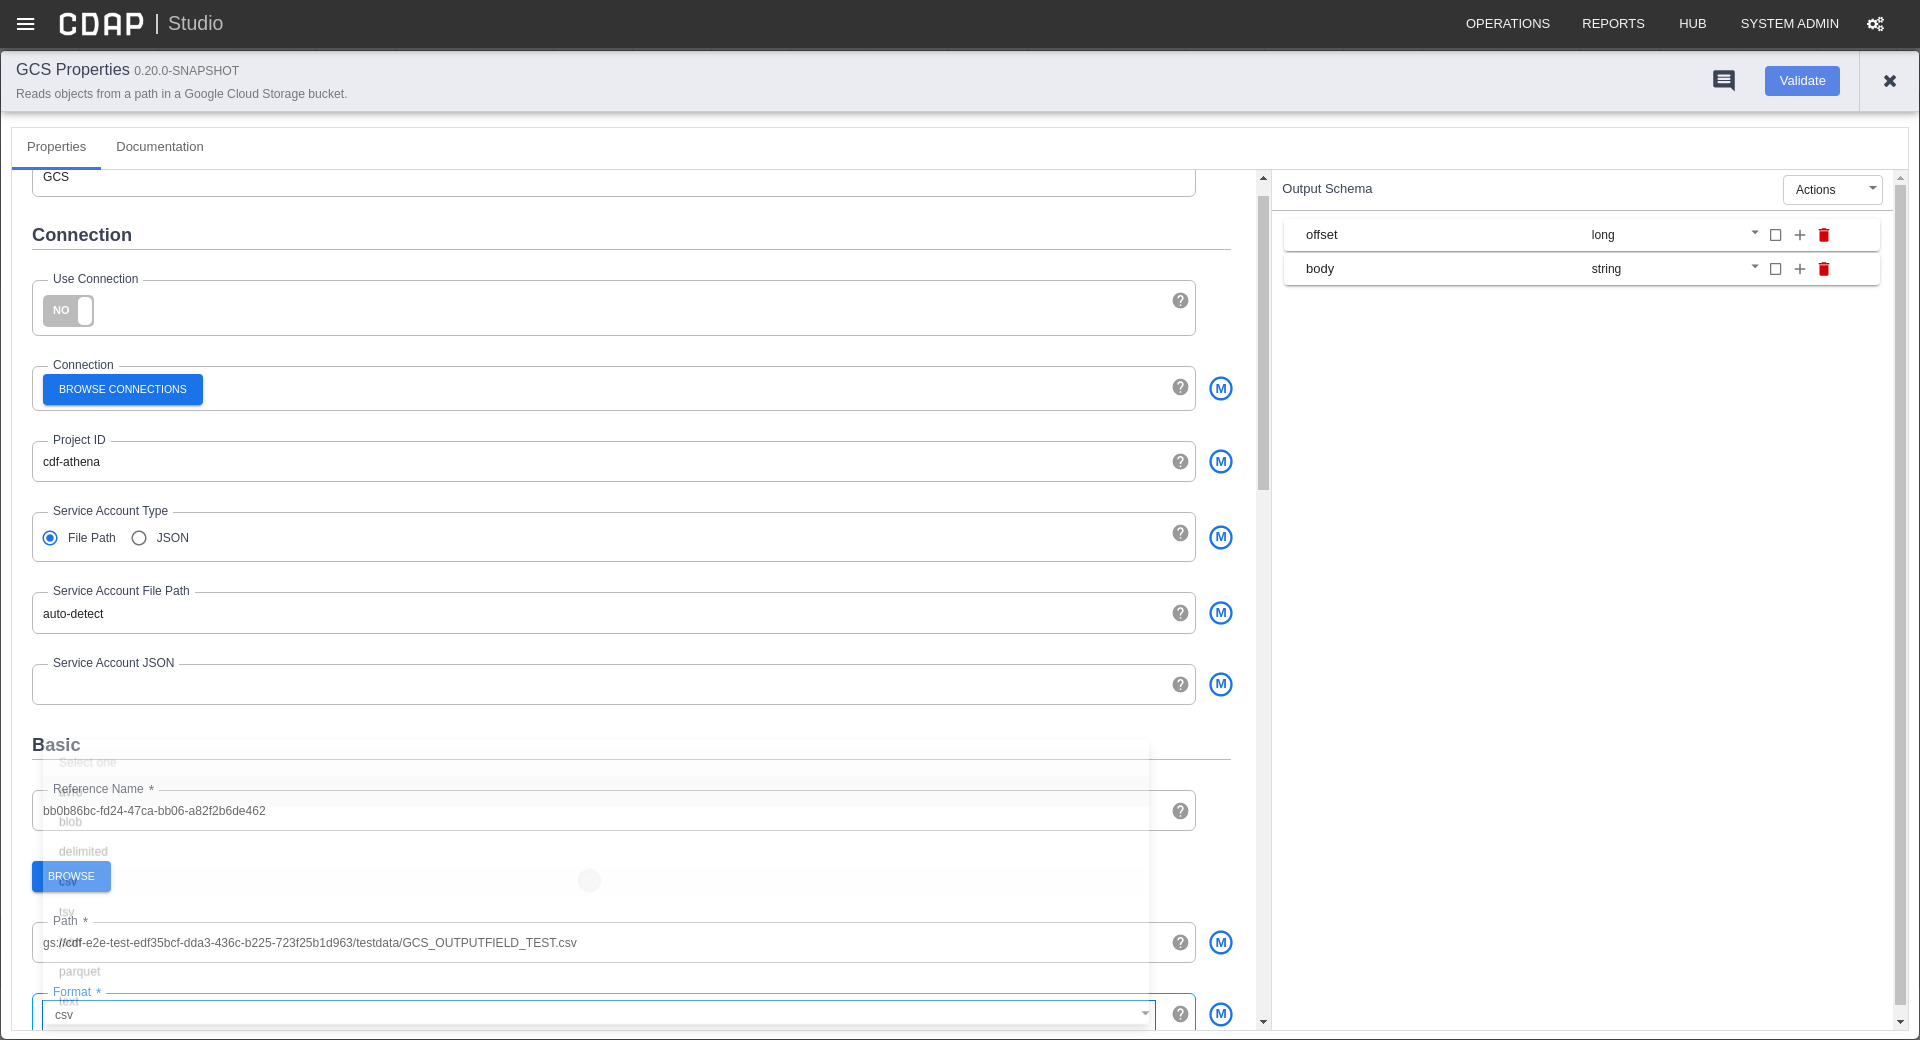 CDAP | Studio
OPERATIONS REPORTS HUB SYSTEM ADMIN
GCS Properties 0.20.0-SNAPSHOT
Reads objects from a path in a Google Cloud Storage bucket.
Validate
Properties Documentation
GCS
Connection
Use Connection
NO
Connection
BROWSE CONNECTIONS
M
Project ID
cdf-athena
M
Service Account Type
File Path JSON
M
Service Account File Path
auto-detect
M
Service Account JSON
M
Basic
Select one
Reference Name *
avro
bb0b86bc-fd24-47ca-bb06-a82f2b6de462
blob
delimited
BROWSE
csv
tsv
Path *
gs://cdf-e2e-test-edf35bcf-dda3-436c-b225-723f25b1d963/testdata/GCS_OUTPUTFIELD_TEST.csv
M
parquet
Format *
text
csv
M
Output Schema
Actions
offset long
body string